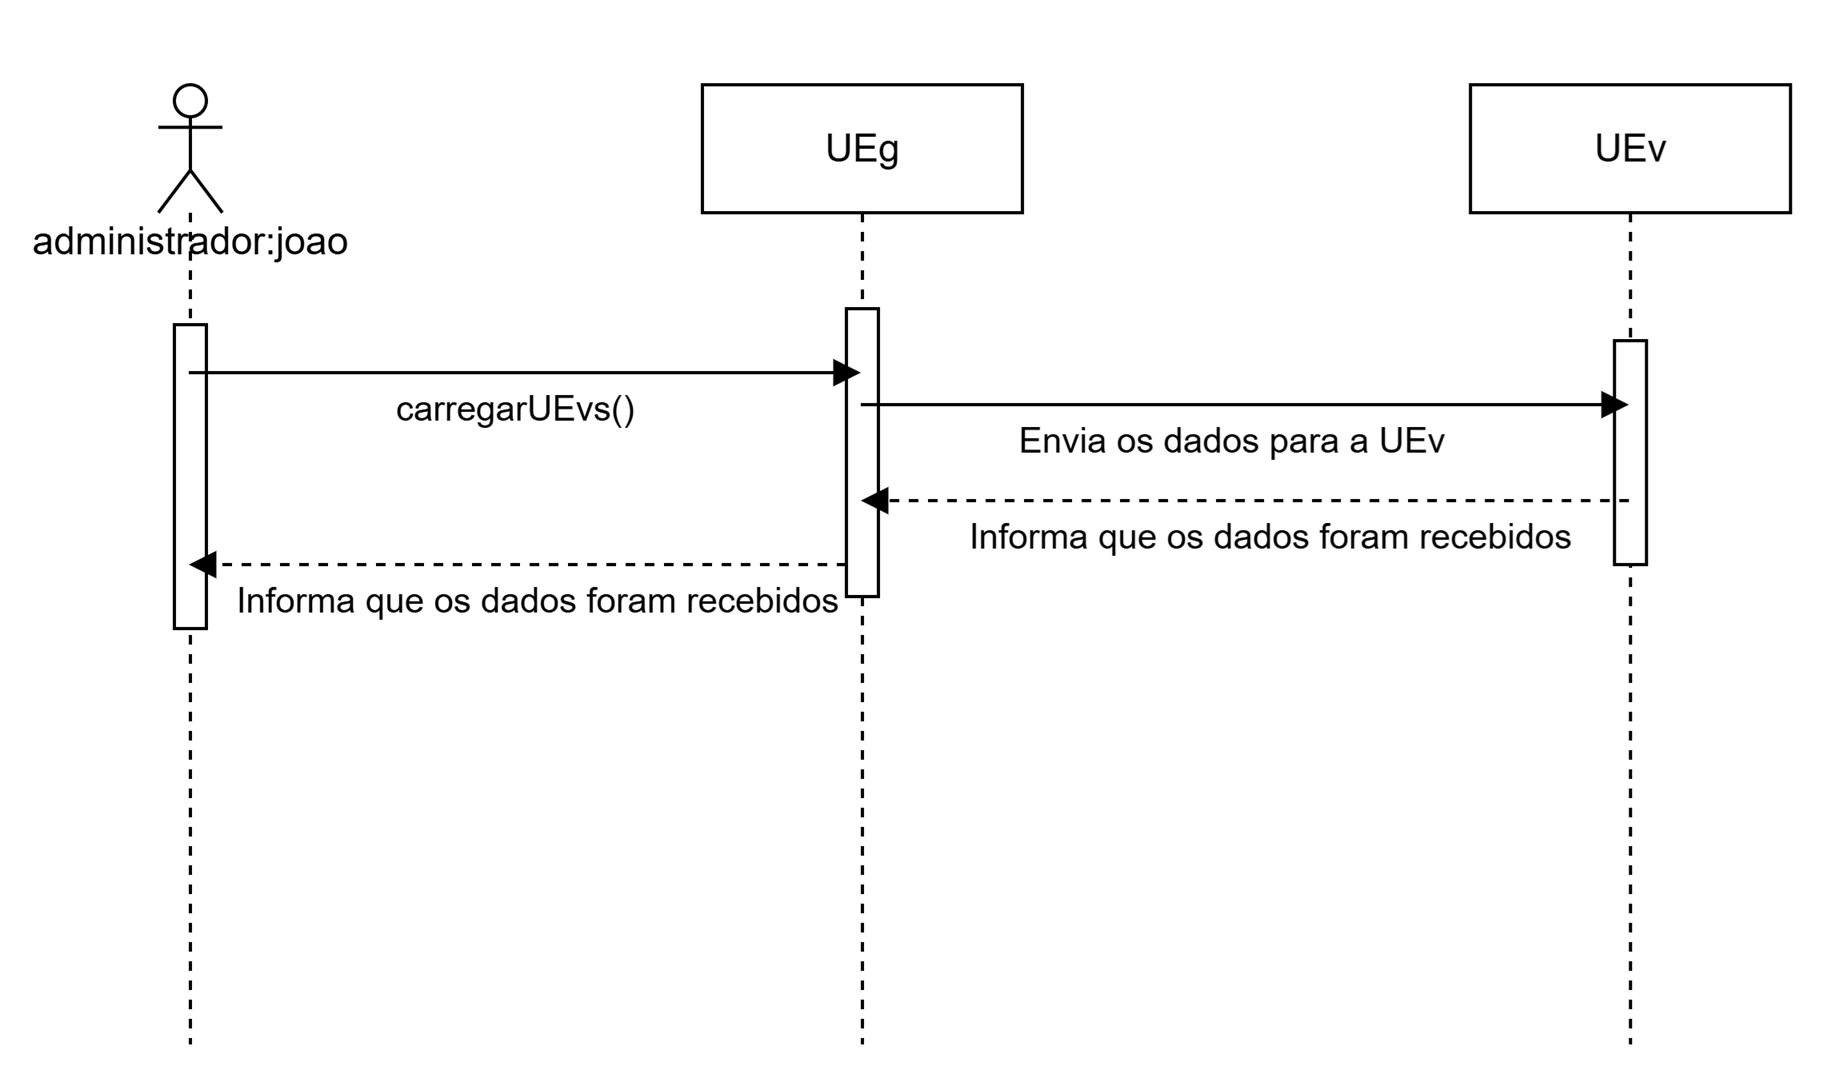 administrador:joao
UEg
UEv
carregarUEvs()
Envia os dados para a UEv
Informa que os dados foram recebidos
Informa que os dados foram recebidos